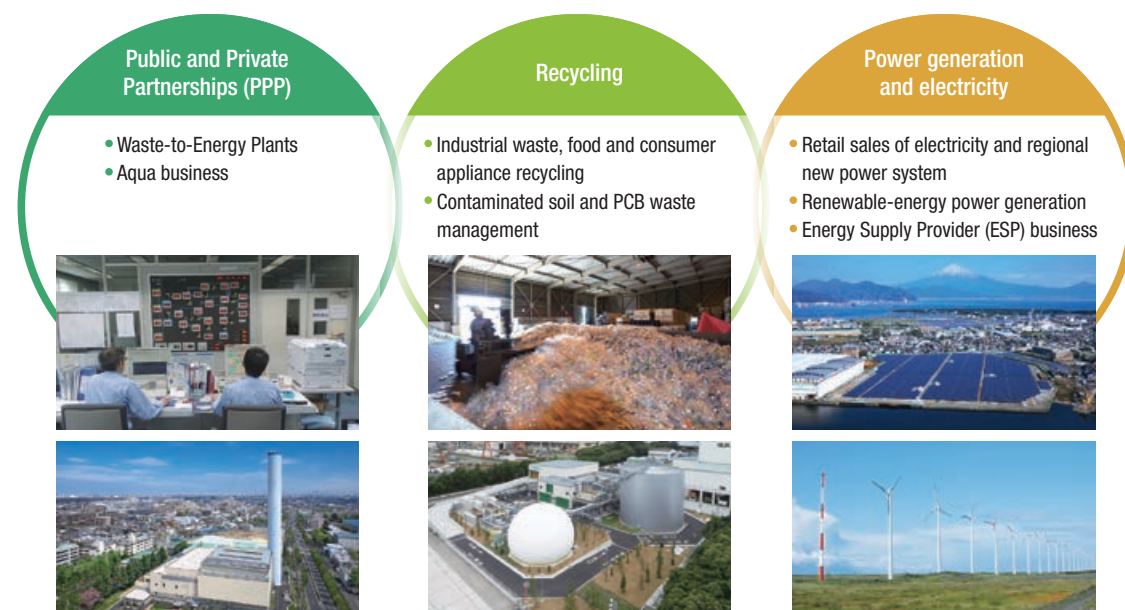 Public and Private
Partnerships (PPP)
• Waste-to-Energy Plants
• Aqua business
Recycling
• Industrial waste, food and consumer
appliance recycling
• Contaminated soil and PCB waste
management
Power generation
and electricity
• Retail sales of electricity and regional
new power system
• Renewable-energy power generation
• Energy Supply Provider (ESP) business